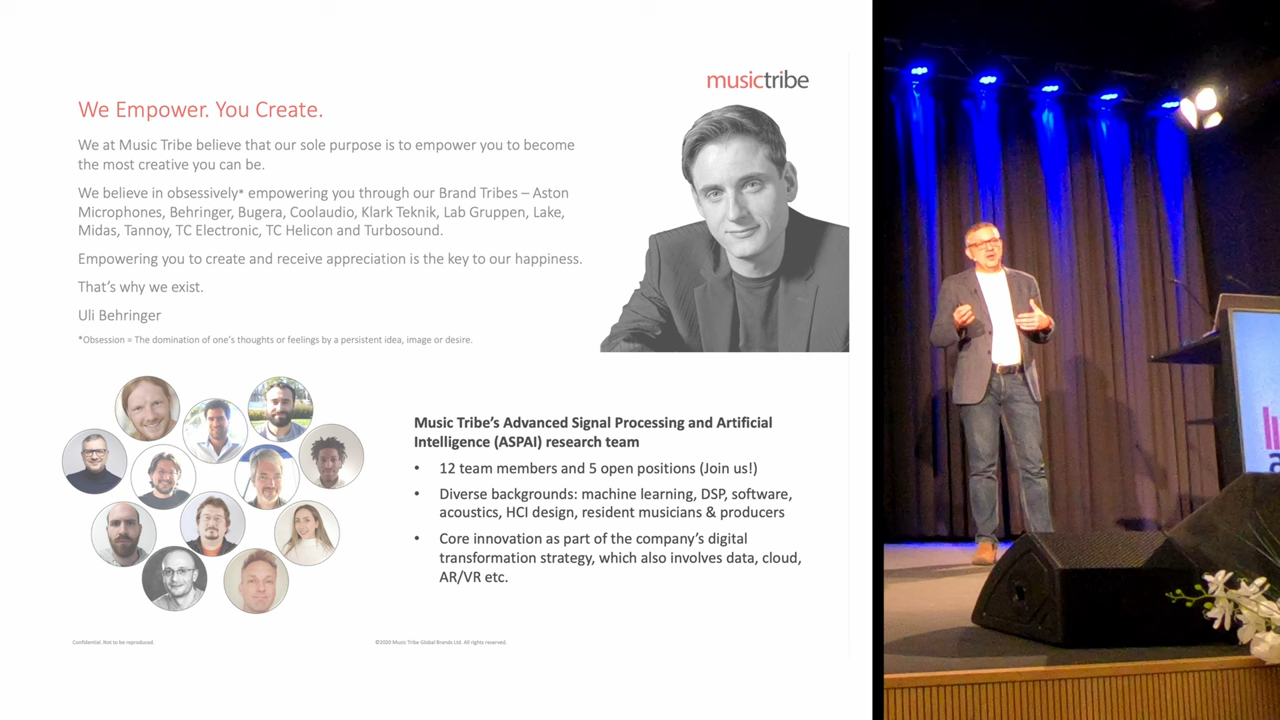 musictribe
We Empower. You Create.
We at Music Tribe believe that our sole purpose is to empower you to become
the most creative you can be.
We believe in obsessively* empowering you through our Brand Tribes – Aston
Microphones, Behringer, Bugera, Coolaudio, Klark Teknik, Lab Gruppen, Lake,
Midas, Tannoy, TC Electronic, TC Helicon and Turbosound.
Empowering you to create and receive appreciation is the key to our happiness.
That's why we exist.
Uli Behringer
*Obsession = The domination of one's thoughts or feelings by a persistent idea, image or desire.
Music Tribe's Advanced Signal Processing and Artificial
Intelligence (ASPAI) research team
• 12 team members and 5 open positions (Join us!)
• Diverse backgrounds: machine learning, DSP, software,
acoustics, HCI design, resident musicians & producers
• Core innovation as part of the company's digital
transformation strategy, which also involves data, cloud,
AR/VR etc.
Confidential. Not to be reproduced.
©2020 Music Tribe Global Brands Ltd. All rights reserved.